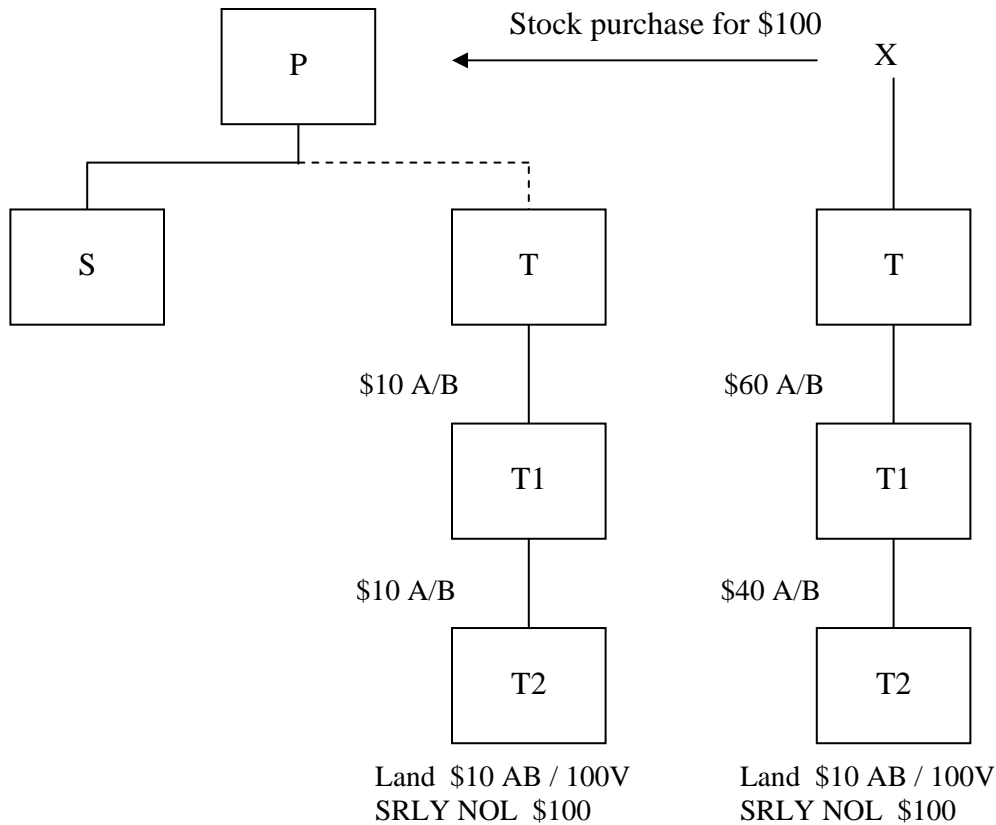 Stock purchase for $100
P
X
S
T
T
$10 A/B
$60 A/B
T1
T1
$10 A/B
$40 A/B
T2
T2
Land $10 AB / 100V
SRLY NOL $100
Land $10 AB / 100V
SRLY NOL $100